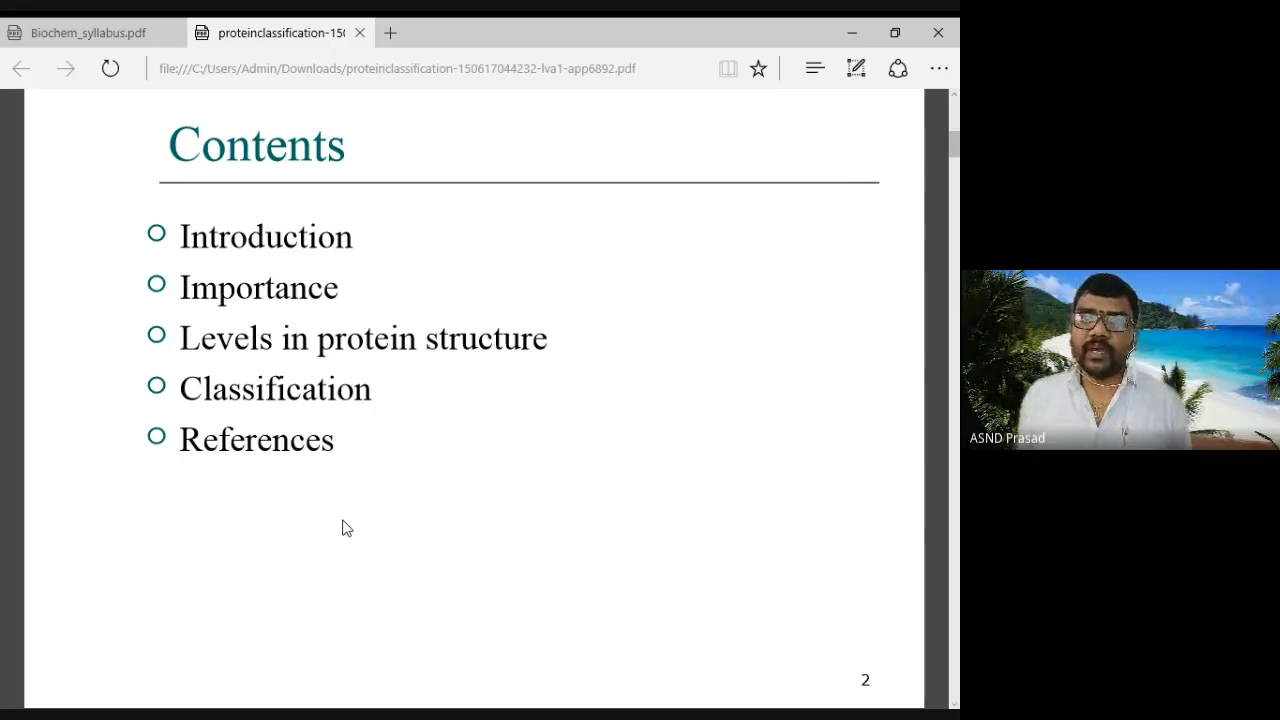 Biochem_syllabus.pdf
proteinclassification-150
file:///C:/Users/Admin/Downloads/proteinclassification-150617044232-lva1-app6892.pdf
Contents
Introduction
Importance
Levels in protein structure
Classification
References
ASND Prasad
2